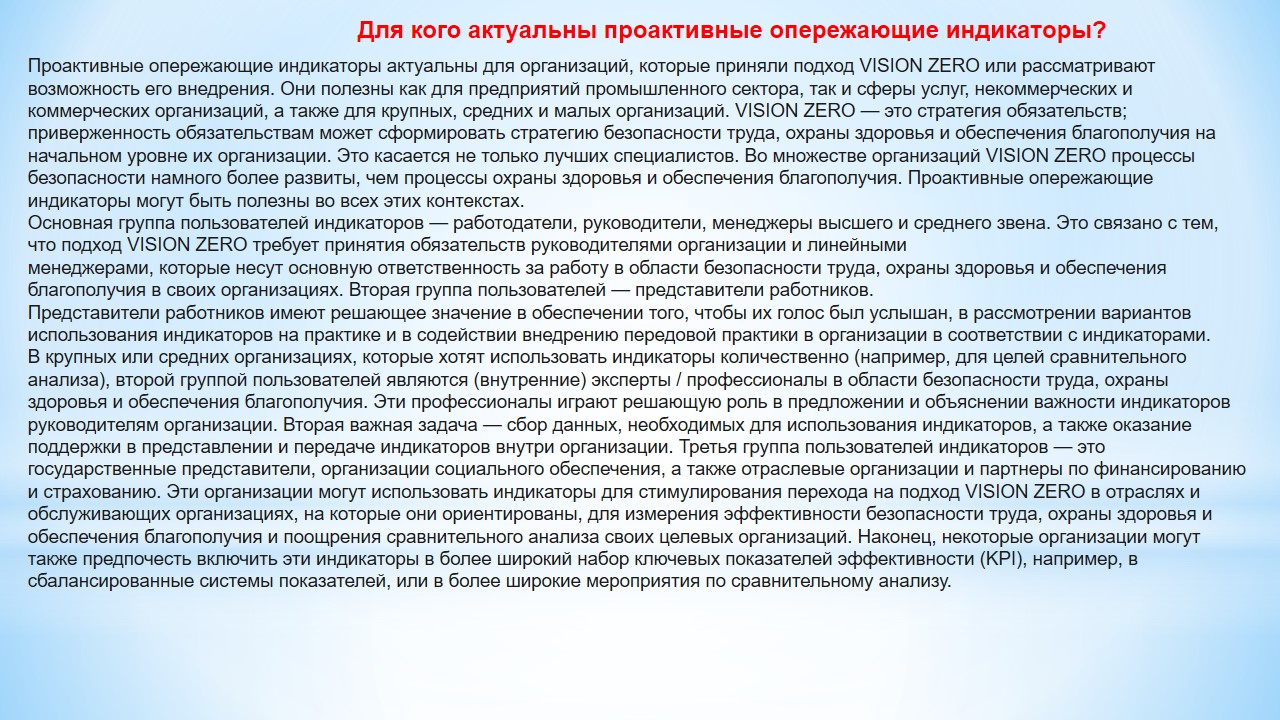 Для кого актуальны проактивные опережающие индикаторы?
Проактивные опережающие индикаторы актуальны для организаций, которые приняли подход VISION ZERO или рассматривают
возможность его внедрения. Они полезны как для предприятий промышленного сектора, так и сферы услуг, некоммерческих и
коммерческих организаций, а также для крупных, средних и малых организаций. VISION ZERO — это стратегия обязательств;
приверженность обязательствам может сформировать стратегию безопасности труда, охраны здоровья и обеспечения благополучия на
начальном уровне их организации. Это касается не только лучших специалистов. Во множестве организаций VISION ZERO процессы
безопасности намного более развиты, чем процессы охраны здоровья и обеспечения благополучия. Проактивные опережающие
индикаторы могут быть полезны во всех этих контекстах.
Основная группа пользователей индикаторов — работодатели, руководители, менеджеры высшего и среднего звена. Это связано с тем,
что подход VISION ZERO требует принятия обязательств руководителями организации и линейными
менеджерами, которые несут основную ответственность за работу в области безопасности труда, охраны здоровья и обеспечения
благополучия в своих организациях. Вторая группа пользователей — представители работников.
Представители работников имеют решающее значение в обеспечении того, чтобы их голос был услышан, в рассмотрении вариантов
использования индикаторов на практике и в содействии внедрению передовой практики в организации в соответствии с индикаторами.
В крупных или средних организациях, которые хотят использовать индикаторы количественно (например, для целей сравнительного
анализа), второй группой пользователей являются (внутренние) эксперты / профессионалы в области безопасности труда, охраны
здоровья и обеспечения благополучия. Эти профессионалы играют решающую роль в предложении и объяснении важности индикаторов
руководителям организации. Вторая важная задача — сбор данных, необходимых для использования индикаторов, а также оказание
поддержки в представлении и передаче индикаторов внутри организации. Третья группа пользователей индикаторов — это
государственные представители, организации социального обеспечения, а также отраслевые организации и партнеры по финансированию
и страхованию. Эти организации могут использовать индикаторы для стимулирования перехода на подход VISION ZERO в отраслях и
обслуживающих организациях, на которые они ориентированы, для измерения эффективности безопасности труда, охраны здоровья и
обеспечения благополучия и поощрения сравнительного анализа своих целевых организаций. Наконец, некоторые организации могут
также предпочесть включить эти индикаторы в более широкий набор ключевых показателей эффективности (KPI), например, в
сбалансированные системы показателей, или в более широкие мероприятия по сравнительному анализу.